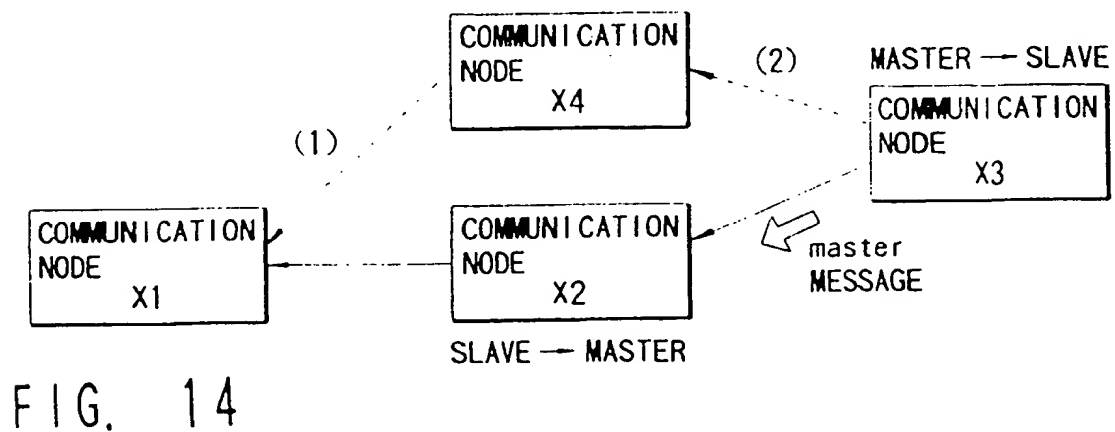 COMMUNICATION
NODE
X4
(2)
MASTER → SLAVE
COMMUNICATION
NODE
X3
(1)
COMMUNICATION
NODE
X1
COMMUNICATION
NODE
X2
master
MESSAGE
SLAVE → MASTER
FIG. 14